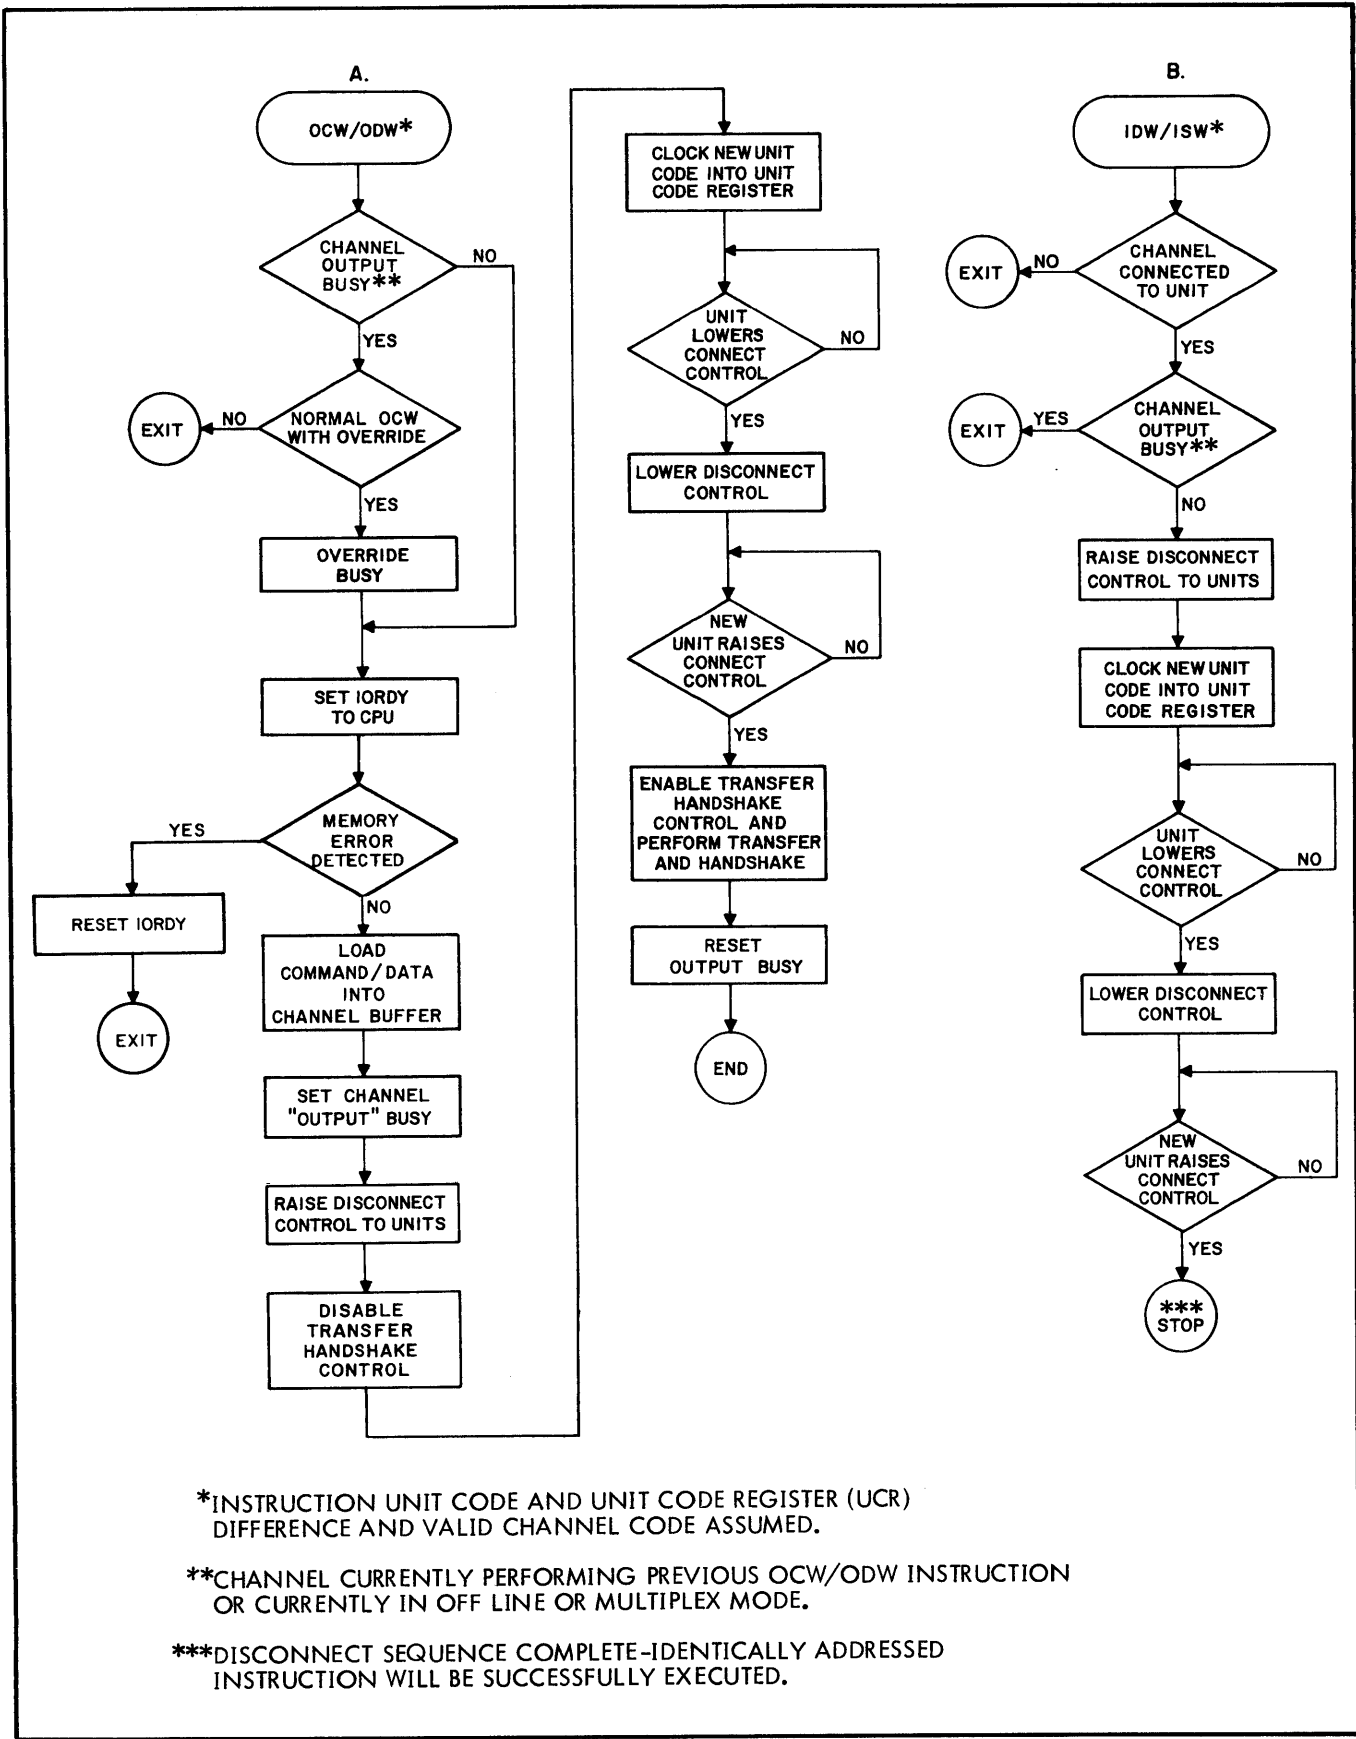 A.
OCW/ODW*
CHANNEL
OUTPUT
BUSY**
NO
YES
NORMAL OCW
WITH OVERRIDE
NO
EXIT
YES
OVERRIDE
BUSY
SET IORDY
TO CPU
MEMORY
ERROR
DETECTED
YES
RESET IORDY
EXIT
NO
LOAD
COMMAND/DATA
INTO
CHANNEL BUFFER
SET CHANNEL
"OUTPUT" BUSY
RAISE DISCONNECT
CONTROL TO UNITS
DISABLE
TRANSFER
HANDSHAKE
CONTROL
CLOCK NEW UNIT
CODE INTO UNIT
CODE REGISTER
UNIT
LOWERS
CONNECT
CONTROL
NO
YES
LOWER DISCONNECT
CONTROL
NEW
UNIT RAISES
CONNECT
CONTROL
NO
YES
ENABLE TRANSFER
HANDSHAKE
CONTROL AND
PERFORM TRANSFER
AND HANDSHAKE
RESET
OUTPUT BUSY
END
B.
IDW/ISW*
CHANNEL
CONNECTED
TO UNIT
NO
EXIT
YES
CHANNEL
OUTPUT
BUSY**
YES
EXIT
NO
RAISE DISCONNECT
CONTROL TO UNITS
CLOCK NEW UNIT
CODE INTO UNIT
CODE REGISTER
UNIT
LOWERS
CONNECT
CONTROL
NO
YES
LOWER DISCONNECT
CONTROL
NEW
UNIT RAISES
CONNECT
CONTROL
NO
YES
***
STOP
*INSTRUCTION UNIT CODE AND UNIT CODE REGISTER (UCR)
DIFFERENCE AND VALID CHANNEL CODE ASSUMED.
**CHANNEL CURRENTLY PERFORMING PREVIOUS OCW/ODW INSTRUCTION
OR CURRENTLY IN OFF LINE OR MULTIPLEX MODE.
***DISCONNECT SEQUENCE COMPLETE-IDENTICALLY ADDRESSED
INSTRUCTION WILL BE SUCCESSFULLY EXECUTED.